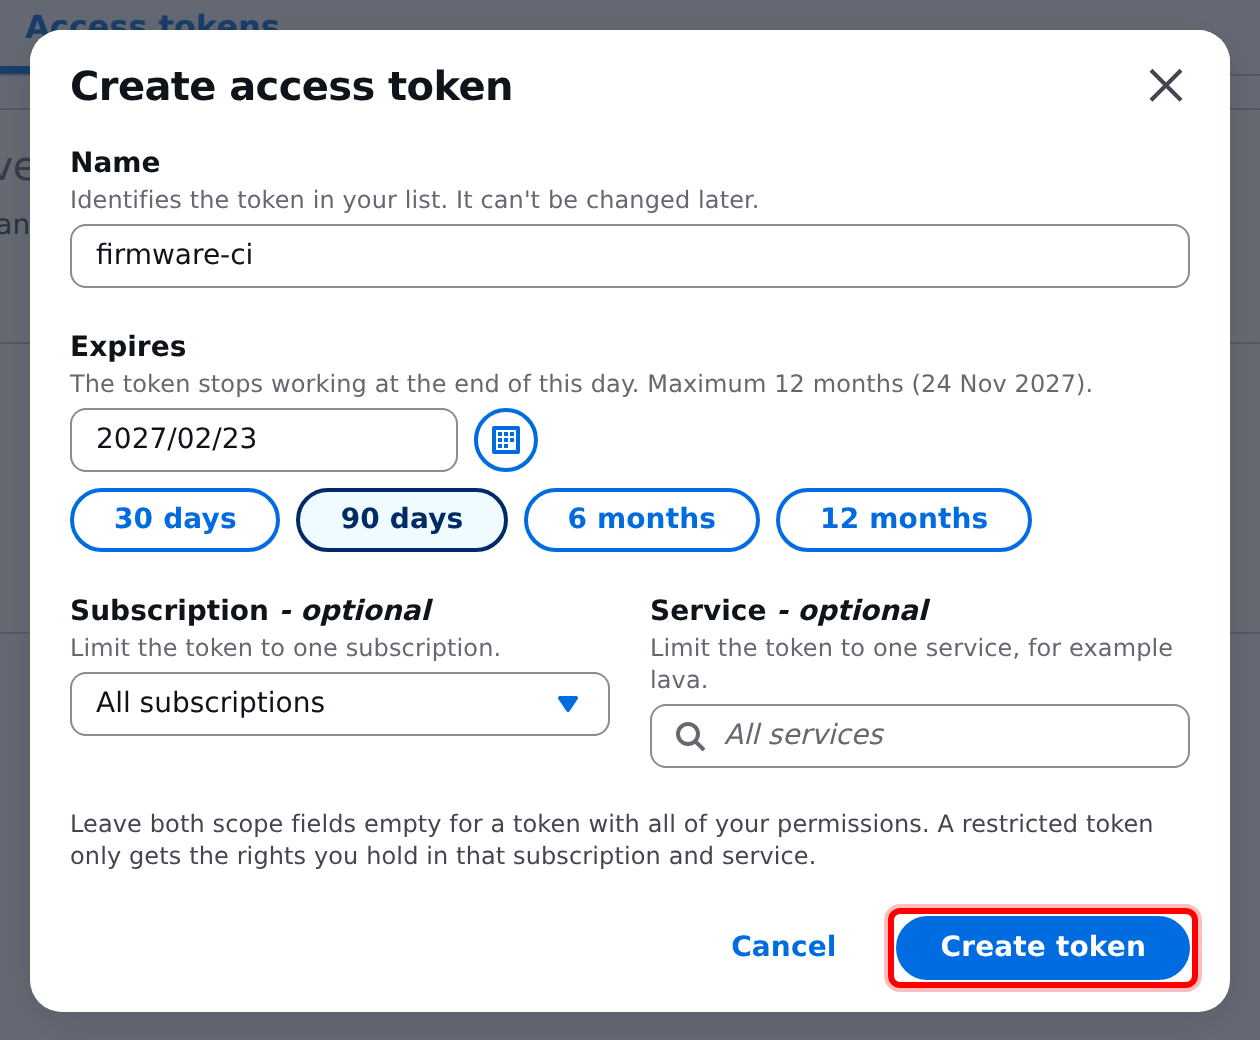 Access tokens
Create access token
Name
Identifies the token in your list. It can't be changed later.
firmware-ci
Expires
The token stops working at the end of this day. Maximum 12 months (24 Nov 2027).
2027/02/23
30 days 90 days 6 months 12 months
Subscription - optional
Limit the token to one subscription.
All subscriptions
Service - optional
Limit the token to one service, for example
lava.
All services
Leave both scope fields empty for a token with all of your permissions. A restricted token
only gets the rights you hold in that subscription and service.
Cancel Create token